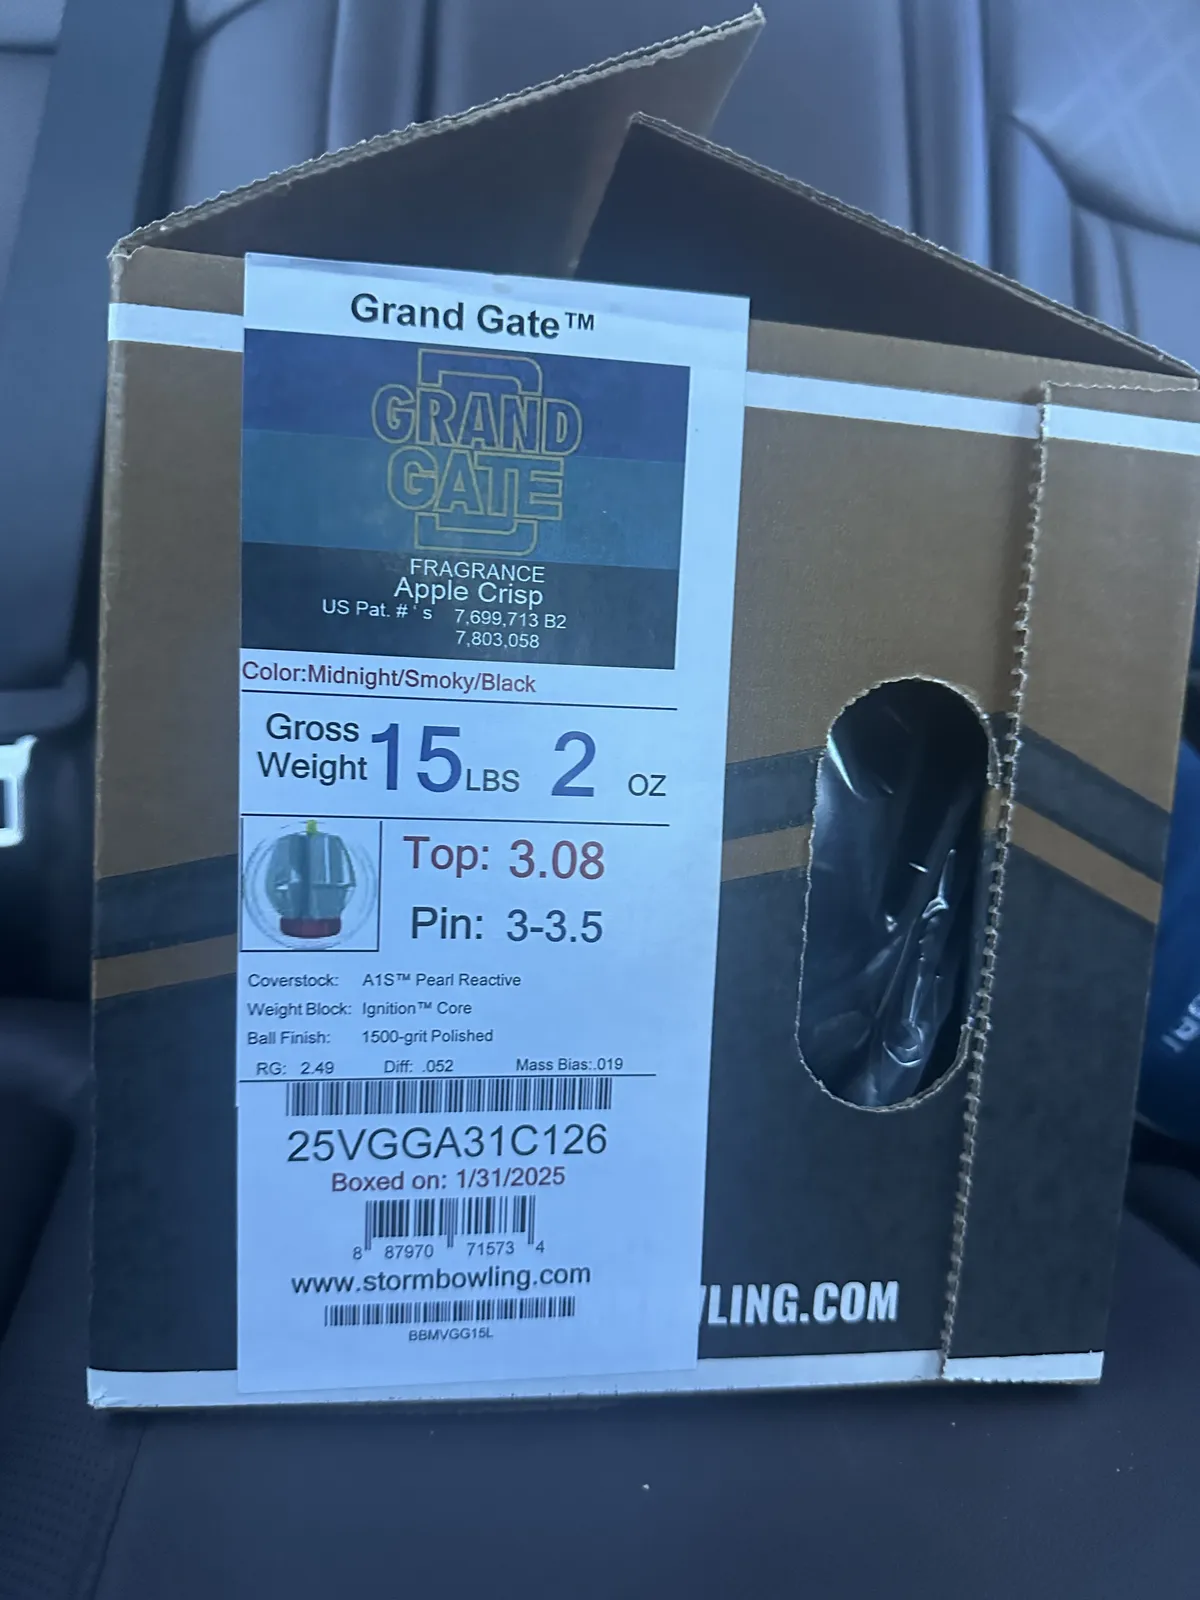 Grand Gate™
GRAND
GATE
FRAGRANCE
Apple Crisp
US Pat. #'s 7,699,713 B2
7,803,058
Color:Midnight/Smoky/Black
Gross
Weight 15 LBS 2 OZ
Top: 3.08
Pin: 3-3.5
Coverstock: A1S™ Pearl Reactive
Weight Block: Ignition™ Core
Ball Finish: 1500-grit Polished
RG: 2.49 Diff: .052 Mass Bias:.019
25VGGA31C126
Boxed on: 1/31/2025
8 87970 71573 4
www.stormbowling.com
BBMVGG15L
LING.COM